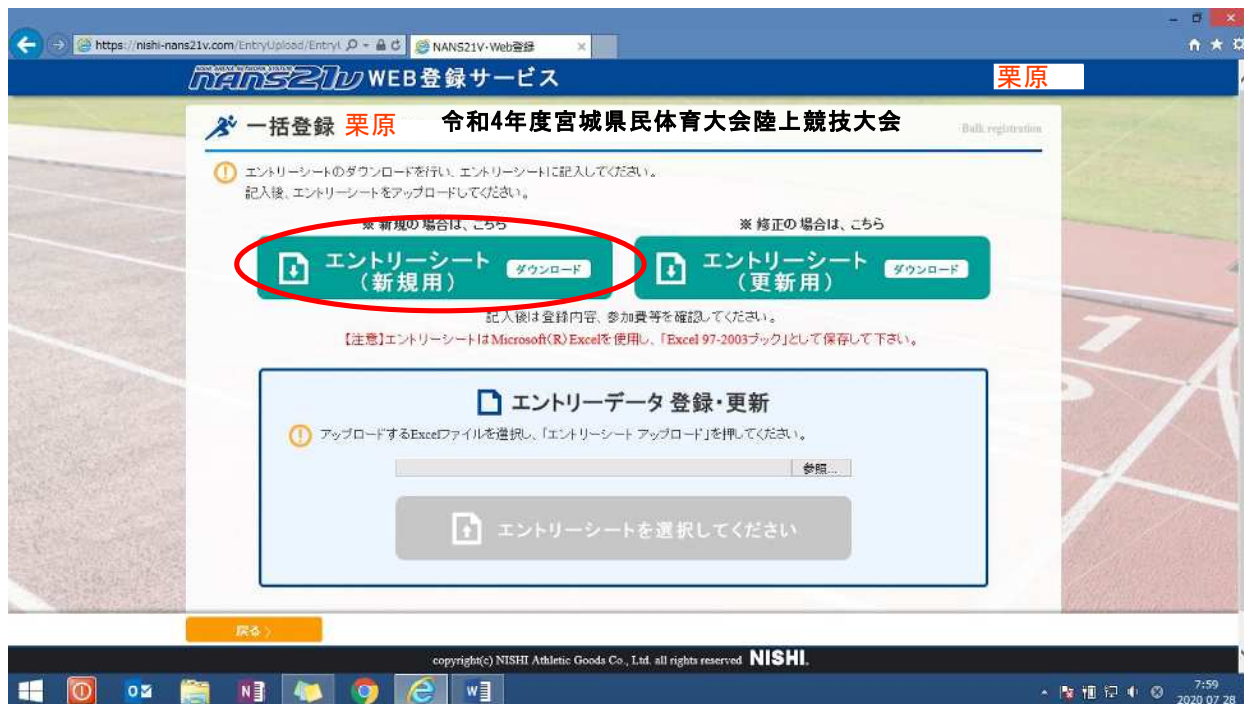 https://nishi-nans21v.com/EntryUpload/Entryl
NANS21V-Web登録
nans21v WEB登録サービス
栗原
一括登録 栗原 令和4年度宮城県民体育大会陸上競技大会
Bulk registration
エントリーシートのダウンロードを行い、エントリーシートに記入してください。
記入後、エントリーシートをアップロードしてください。
※ 新規の場合は、こちら
※ 修正の場合は、こちら
エントリーシート
（新規用）
ダウンロード
エントリーシート
（更新用）
ダウンロード
記入後は登録内容、参加費等を確認してください。
【注意】エントリーシートはMicrosoft(R) Excelを使用し、「Excel 97-2003ブック」として保存して下さい。
エントリーデータ 登録・更新
アップロードするExcelファイルを選択し、「エントリーシート アップロード」を押してください。
参照...
エントリーシートを選択してください
戻る 〉
copyright(c) NISHI Athletic Goods Co., Ltd. all rights reserved NISHI.
7:59
2020 07 28